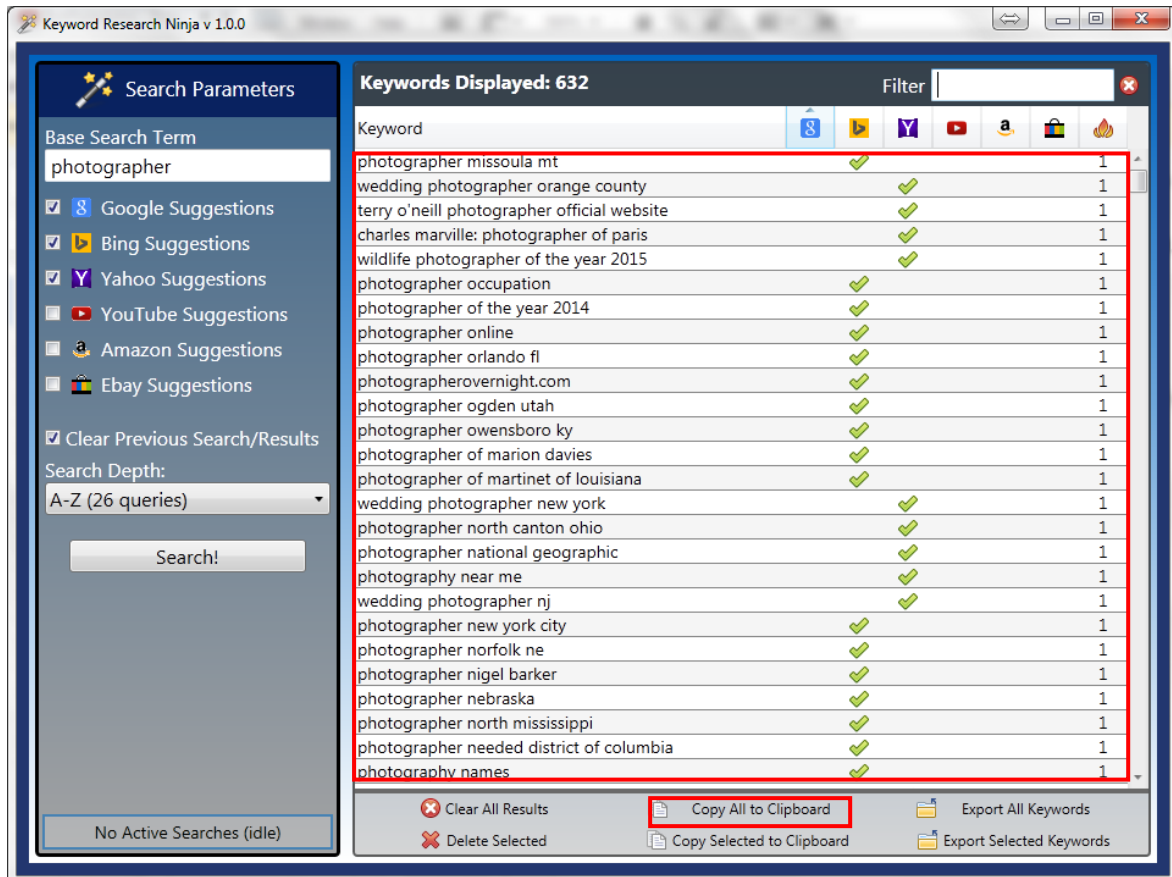 Keyword Research Ninja v 1.0.0
Search Parameters
Base Search Term
photographer
Google Suggestions
Bing Suggestions
Yahoo Suggestions
YouTube Suggestions
Amazon Suggestions
Ebay Suggestions
Clear Previous Search/Results
Search Depth:
A-Z (26 queries)
Search!
No Active Searches (idle)
Keywords Displayed: 632 Filter
Keyword
photographer missoula mt 1
wedding photographer orange county 1
terry o'neill photographer official website 1
charles marville: photographer of paris 1
wildlife photographer of the year 2015 1
photographer occupation 1
photographer of the year 2014 1
photographer online 1
photographer orlando fl 1
photographerovernight.com 1
photographer ogden utah 1
photographer owensboro ky 1
photographer of marion davies 1
photographer of martinet of louisiana 1
wedding photographer new york 1
photographer north canton ohio 1
photographer national geographic 1
photography near me 1
wedding photographer nj 1
photographer new york city 1
photographer norfolk ne 1
photographer nigel barker 1
photographer nebraska 1
photographer north mississippi 1
photographer needed district of columbia 1
photography names 1
Clear All Results Copy All to Clipboard Export All Keywords
Delete Selected Copy Selected to Clipboard Export Selected Keywords